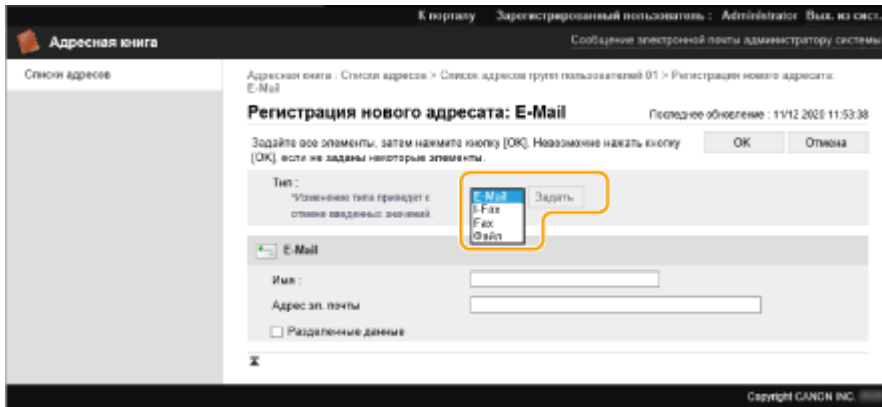 К порталу Зарегистрированный пользователь : Administrator Вых. из сист.
Адресная книга
Сообщение электронной почты администратору системы
Списки адресов
Адресная книга : Списки адресов > Список адресов групп пользователей 01 > Регистрация нового адресата:
E-Mail
Регистрация нового адресата: E-Mail
Последнее обновление : 11/12 2020 11:53:38
Задайте все элементы, затем нажмите кнопку [OK]. Невозможно нажать кнопку
[OK], если не заданы некоторые элементы.
OK
Отмена
Тип :
*Изменение типа приведет к
отмене введенных значений.
E-Mail
I-Fax
Fax
Файл
Задать
E-Mail
Имя :
Адрес эл. почты
Разделенные данные
Copyright CANON INC.